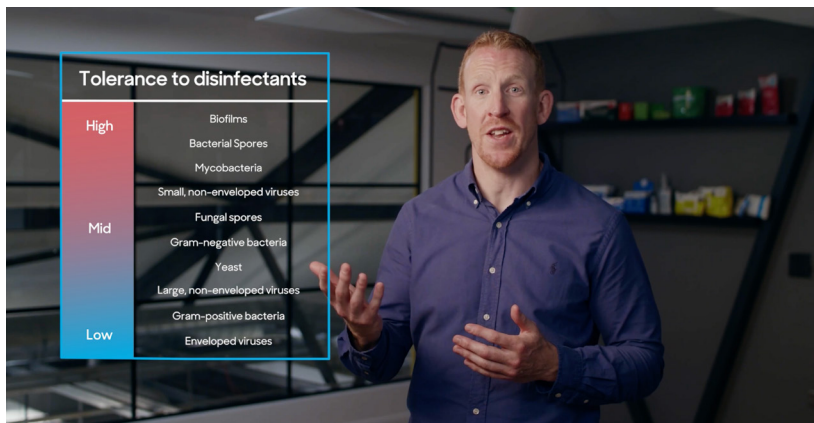 Tolerance to disinfectants
High
Biofilms
Bacterial Spores
Mycobacteria
Small, non-enveloped viruses
Mid
Fungal spores
Gram-negative bacteria
Yeast
Large, non-enveloped viruses
Gram-positive bacteria
Low
Enveloped viruses